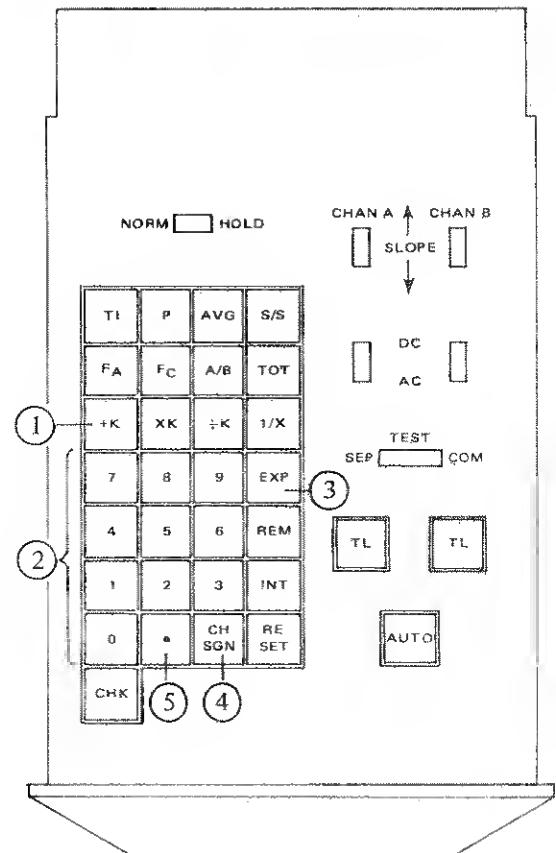 CHAN A CHAN B
NORM HOLD
SLOPE
TI P AVG S/S
DC
FA FC A/B TOT
AC
1 +K XK ÷K 1/X
TEST
SEP COM
7 8 9 EXP 3
4 5 6 REM TL TL
2
1 2 3 INT
0 . CH SGN RE SET AUTO
CHK 5 4